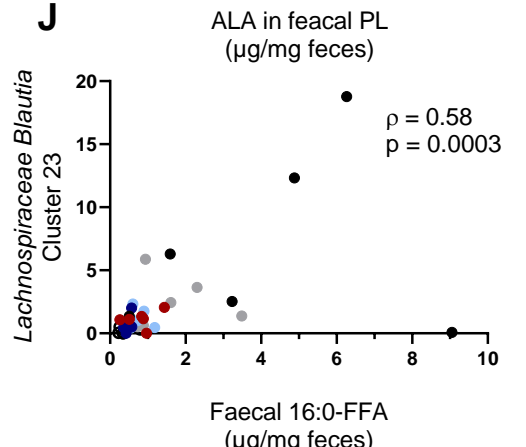 J
ALA in feacal PL
(µg/mg feces)
Lachnospiraceae Blautia
Cluster 23
20
15
10
5
0
ρ = 0.58
p = 0.0003
0 2 4 6 8 10
Faecal 16:0-FFA
(µg/mg feces)